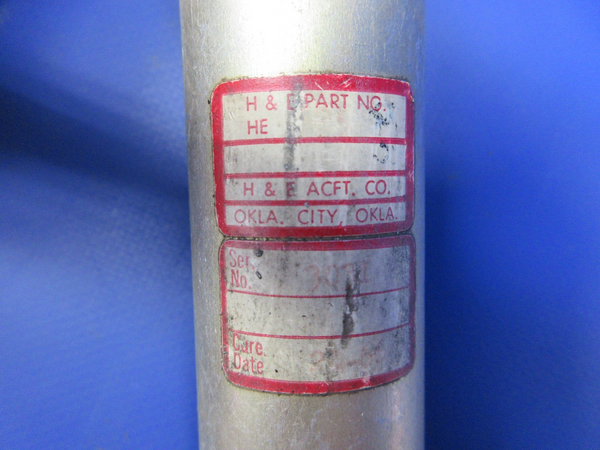 H & E PART NO.
HE
H & E ACFT. CO.
OKLA. CITY, OKLA.
Ser.
No.
Cure
Date